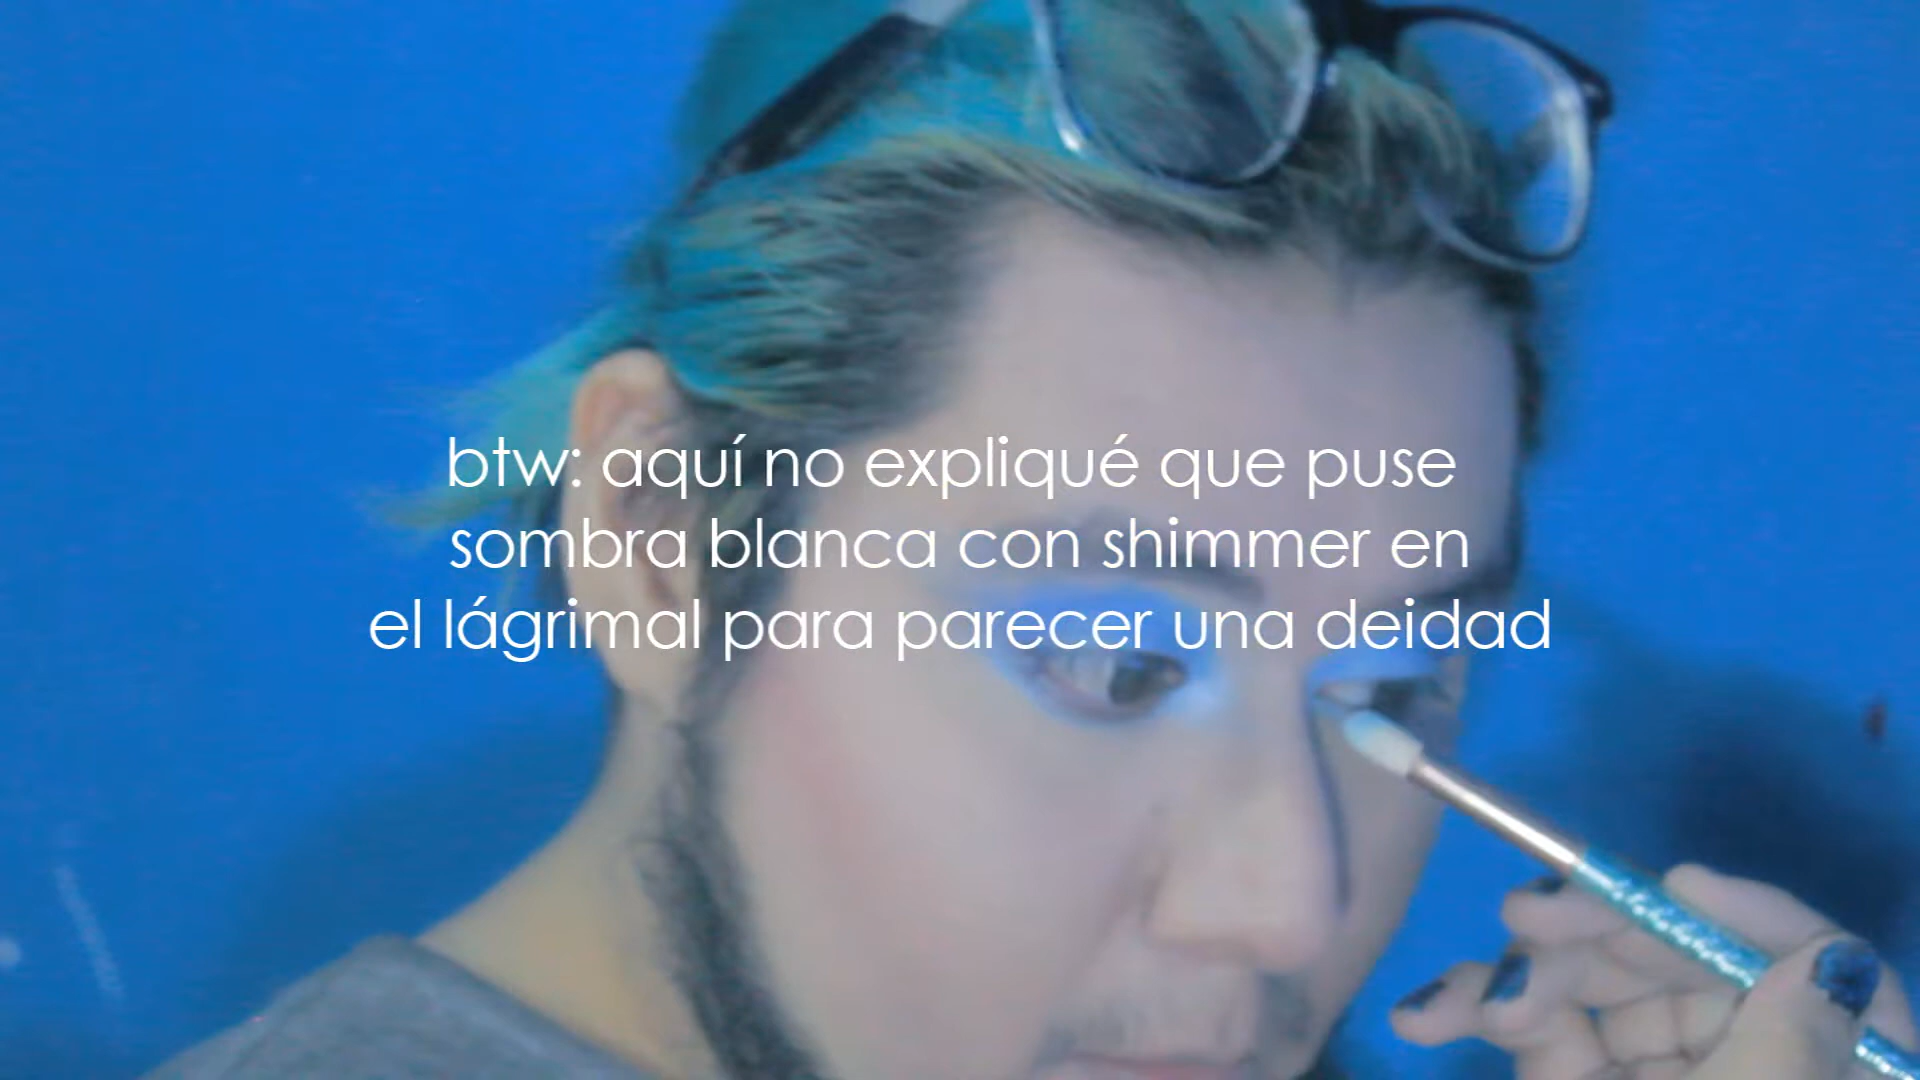 btw: aquí no expliqué que puse
sombra blanca con shimmer en
el lágrimal para parecer una deidad